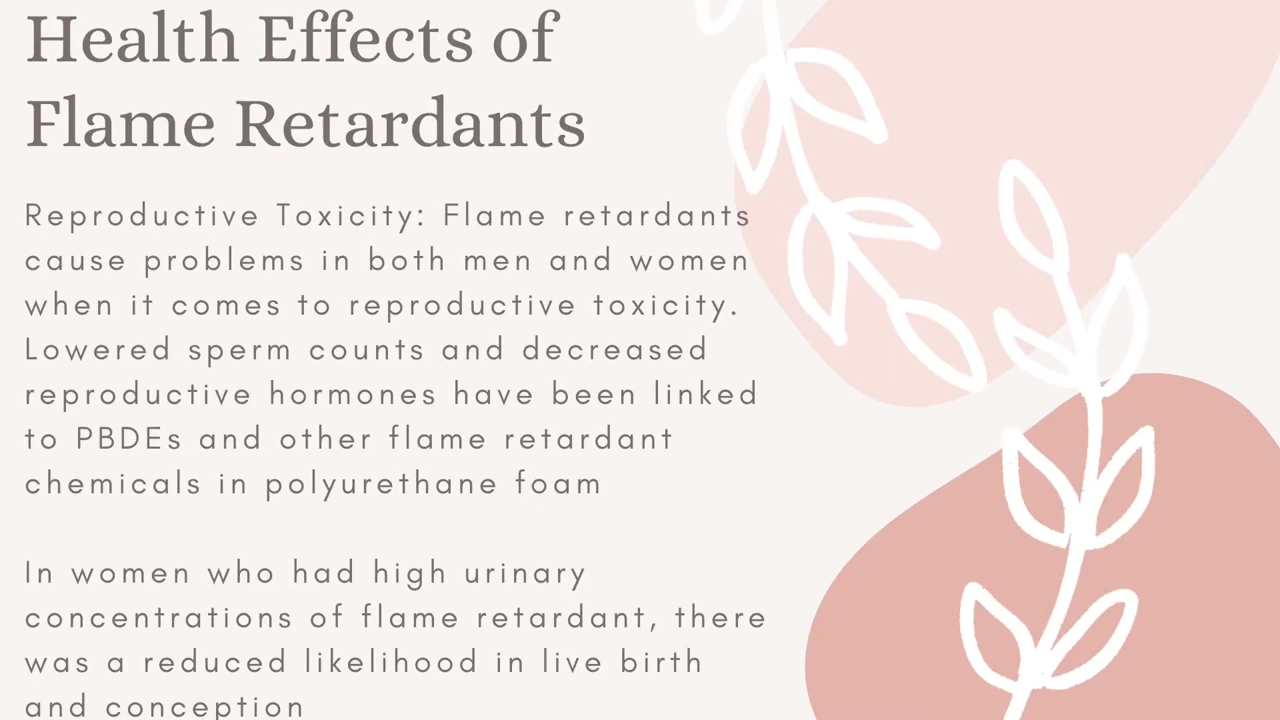 Health Effects of
Flame Retardants
Reproductive Toxicity: Flame retardants
cause problems in both men and women
when it comes to reproductive toxicity.
Lowered sperm counts and decreased
reproductive hormones have been linked
to PBDEs and other flame retardant
chemicals in polyurethane foam
In women who had high urinary
concentrations of flame retardant, there
was a reduced likelihood in live birth
and conception